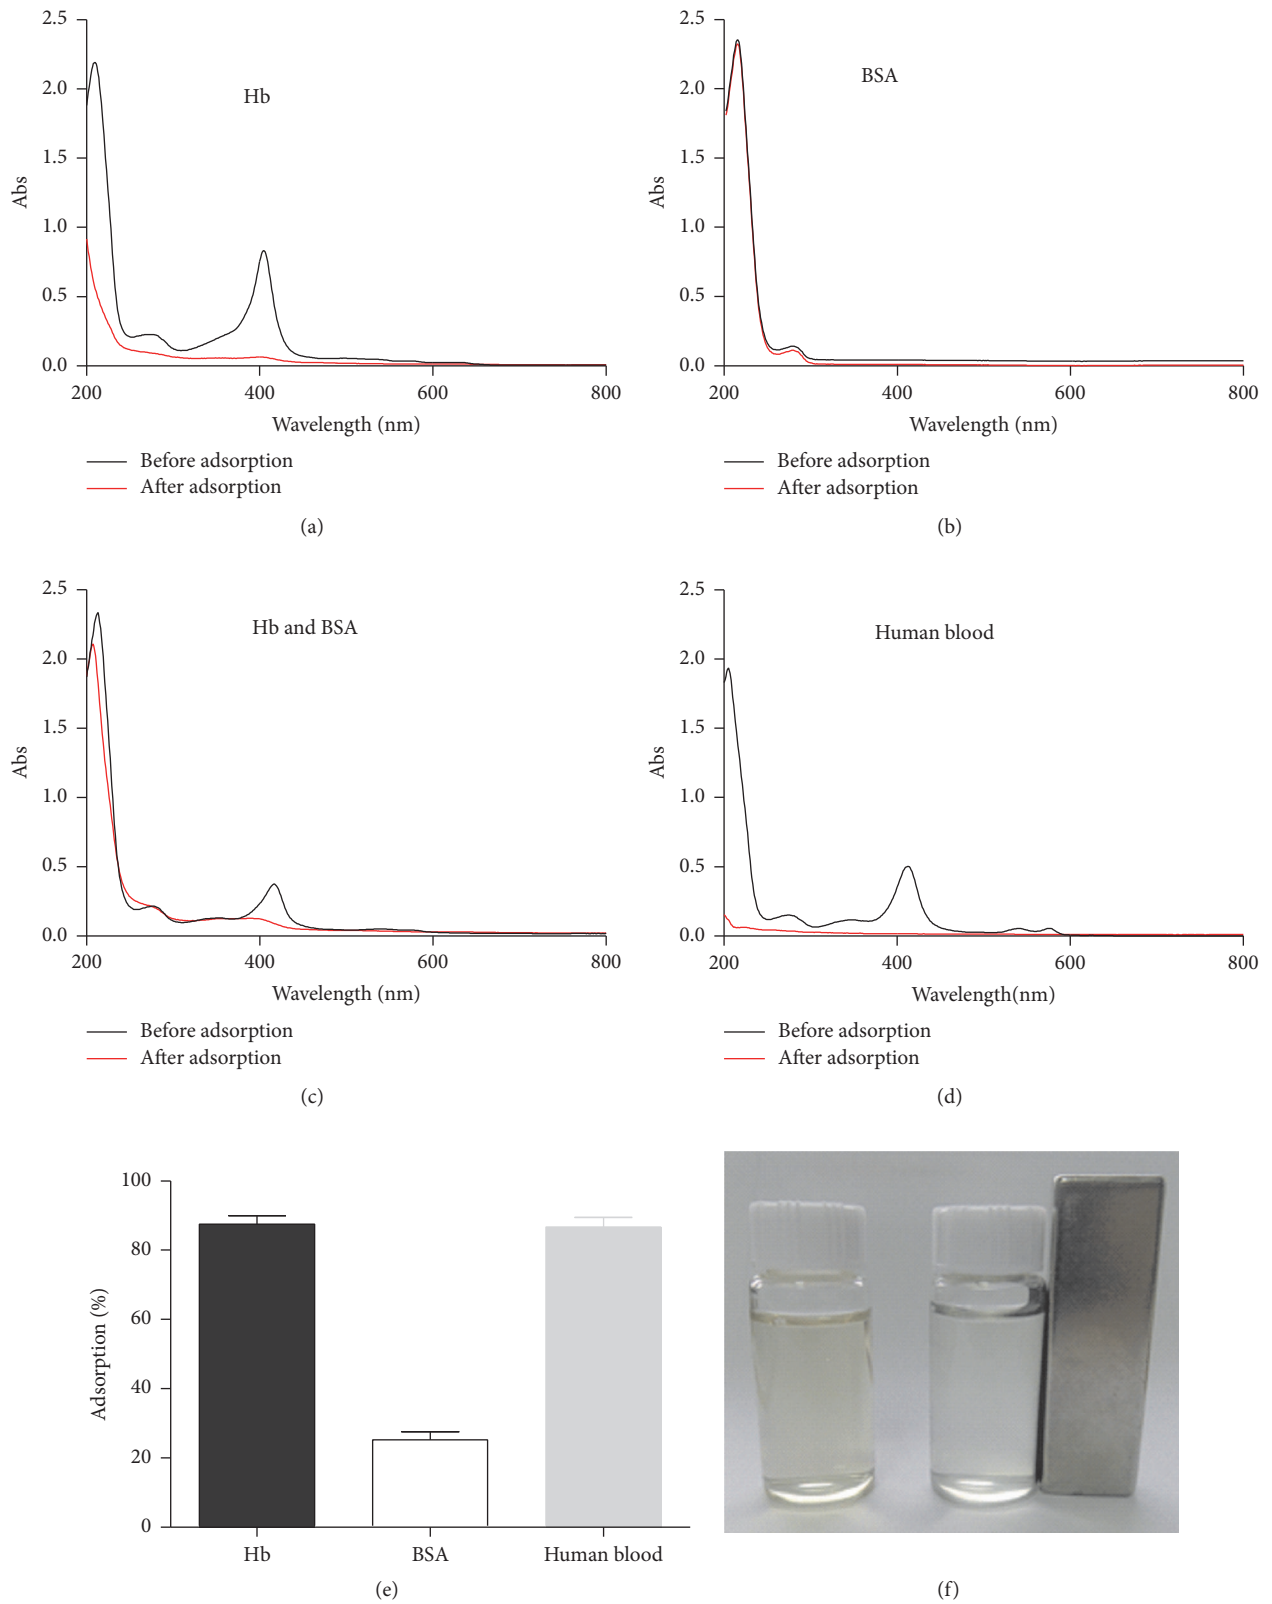 2.5
2.0
1.5
1.0
0.5
0.0
Abs
Hb
200
400
600
800
Wavelength (nm)
Before adsorption
After adsorption
(a)
2.5
2.0
1.5
1.0
0.5
0.0
Abs
BSA
200
400
600
800
Wavelength (nm)
Before adsorption
After adsorption
(b)
2.5
2.0
1.5
1.0
0.5
0.0
Abs
Hb and BSA
200
400
600
800
Wavelength (nm)
Before adsorption
After adsorption
(c)
2.5
2.0
1.5
1.0
0.5
0.0
Abs
Human blood
200
400
600
800
Wavelength(nm)
Before adsorption
After adsorption
(d)
100
80
60
40
20
0
Adsorption (%)
Hb
BSA
Human blood
(e)
(f)